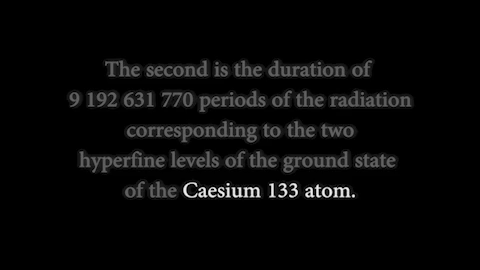 The second is the duration of
9 192 631 770 periods of the radiation
corresponding to the two
hyperfine levels of the ground state
of the Caesium 133 atom.